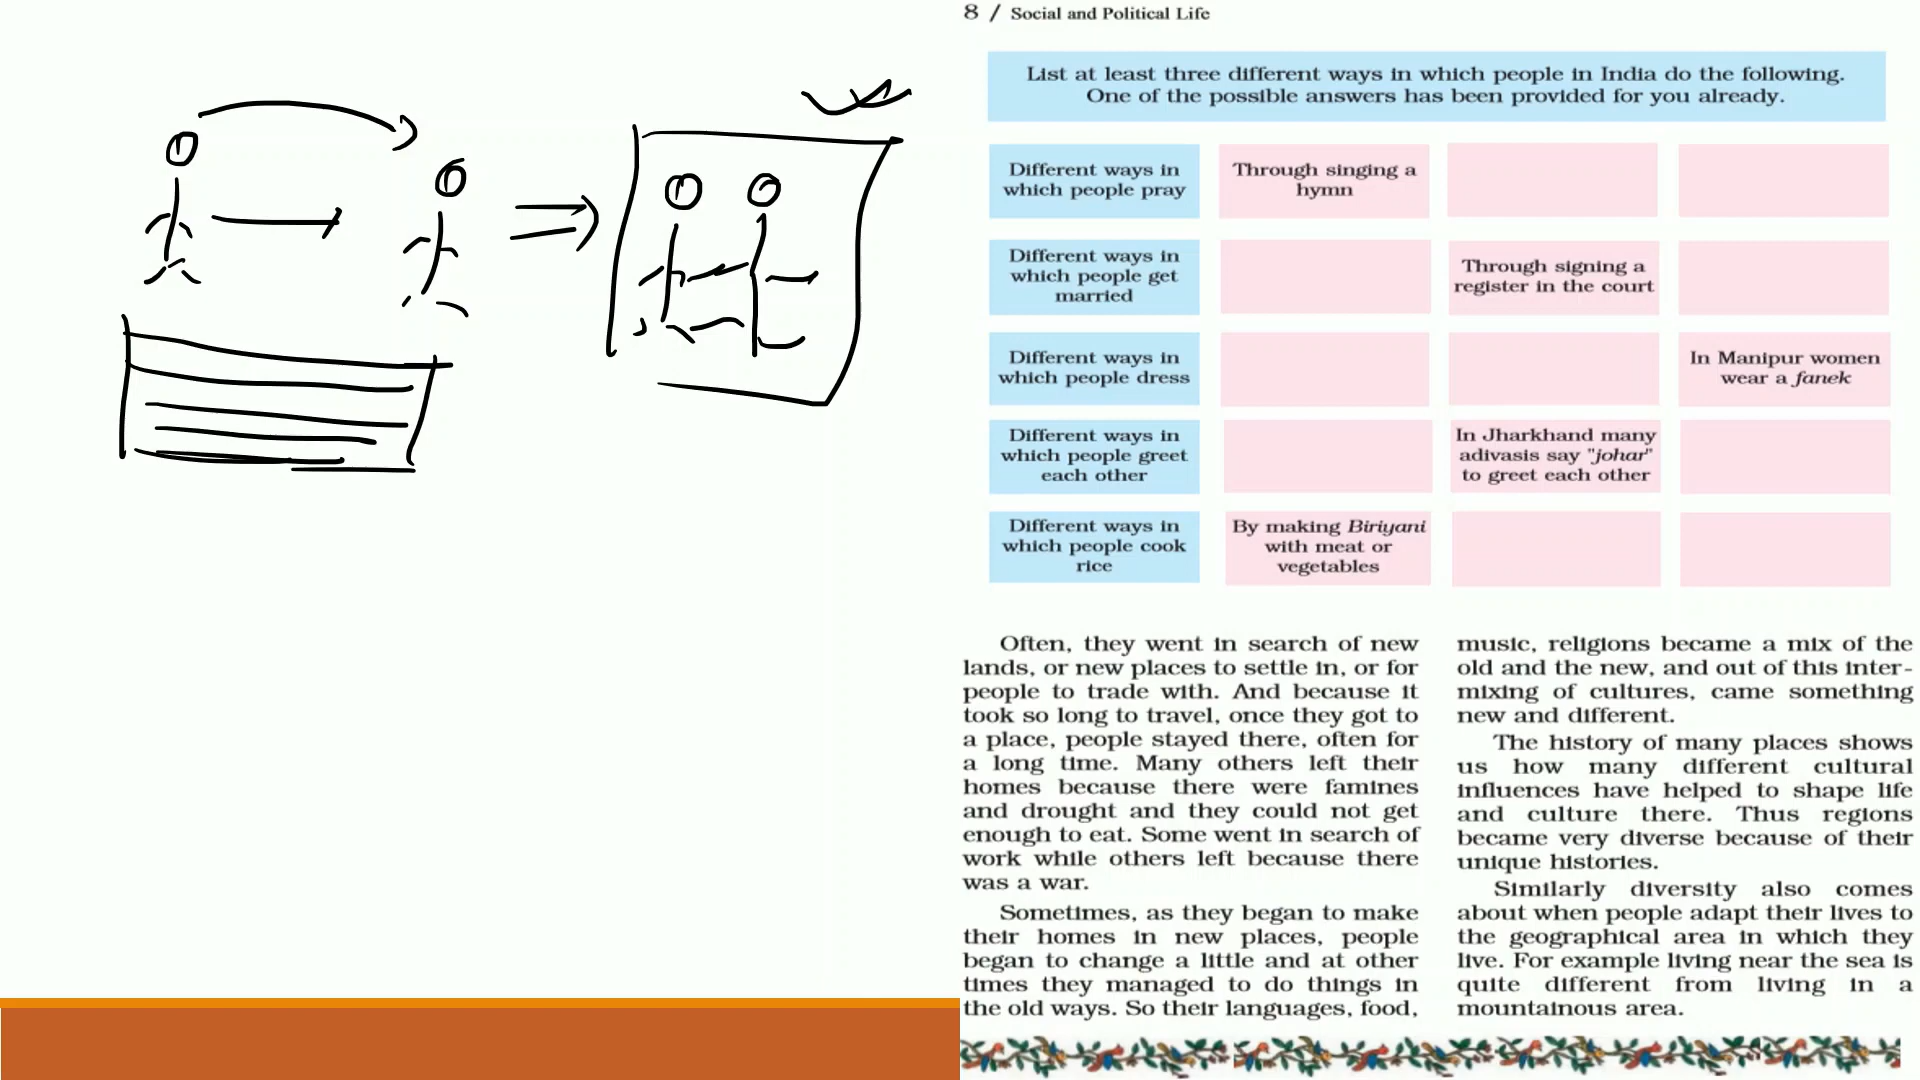 8 / Social and Political Life
List at least three different ways in which people in India do the following.
One of the possible answers has been provided for you already.
Different ways in
which people pray
Through singing a
hymn
Different ways in
which people get
married
Through signing a
register in the court
Different ways in
which people dress
In Manipur women
wear a fanek
Different ways in
which people greet
each other
In Jharkhand many
adivasis say "johar"
to greet each other
Different ways in
which people cook
rice
By making Biriyani
with meat or
vegetables
Often, they went in search of new
lands, or new places to settle in, or for
people to trade with. And because it
took so long to travel, once they got to
a place, people stayed there, often for
a long time. Many others left their
homes because there were famines
and drought and they could not get
enough to eat. Some went in search of
work while others left because there
was a war.
Sometimes, as they began to make
their homes in new places, people
began to change a little and at other
times they managed to do things in
the old ways. So their languages, food,
music, religions became a mix of the
old and the new, and out of this inter-
mixing of cultures, came something
new and different.
The history of many places shows
us how many different cultural
influences have helped to shape life
and culture there. Thus regions
became very diverse because of their
unique histories.
Similarly diversity also comes
about when people adapt their lives to
the geographical area in which they
live. For example living near the sea is
quite different from living in a
mountainous area.